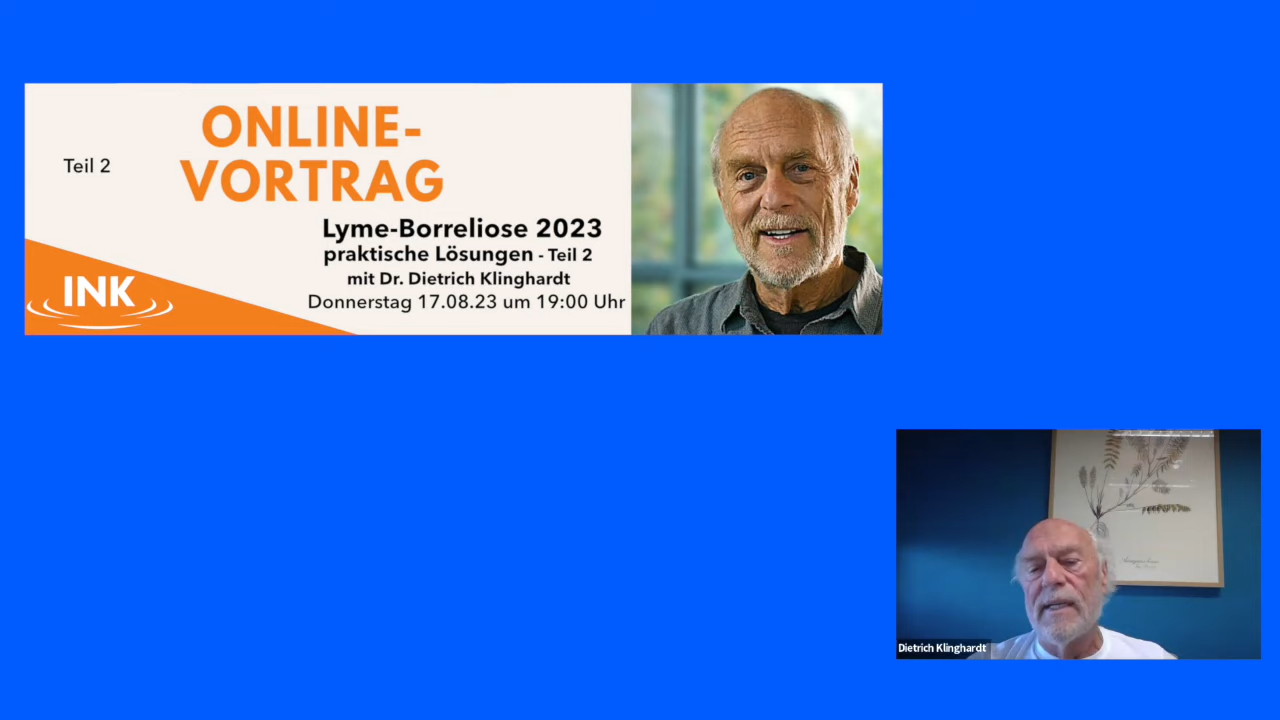 Teil 2
ONLINE-
VORTRAG
Lyme-Borreliose 2023
praktische Lösungen - Teil 2
mit Dr. Dietrich Klinghardt
Donnerstag 17.08.23 um 19:00 Uhr
INK
Dietrich Klinghardt